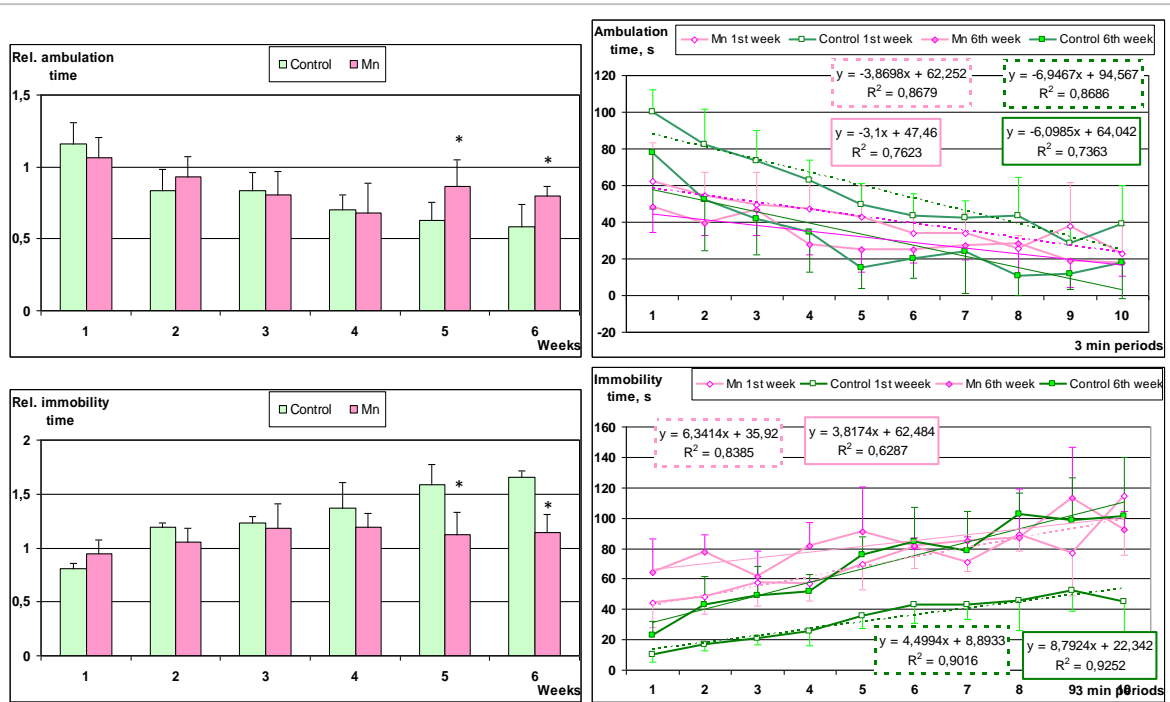 Rel. ambulation
time
Control Mn
1,5
1
0,5
0
1 2 3 4 5 6
Weeks
*
*
Ambulation
time, s
Mn 1st week Control 1st week Mn 6th week Control 6th week
y = -3,8698x + 62,252
R2 = 0,8679
y = -6,9467x + 94,567
R2 = 0,8686
y = -3,1x + 47,46
R2 = 0,7623
y = -6,0985x + 64,042
R2 = 0,7363
120
100
80
60
40
20
0
-20
1 2 3 4 5 6 7 8 9 10
3 min periods
Rel. immobility
time
Control Mn
2
1,5
1
0,5
0
1 2 3 4 5 6
Weeks
*
*
Immobility
time, s
Mn 1st week Control 1st weeek Mn 6th week Control 6th week
y = 6,3414x + 35,92
R2 = 0,8385
y = 3,8174x + 62,484
R2 = 0,6287
y = 4,4994x + 8,8933
R2 = 0,9016
y = 8,7924x + 22,342
R2 = 0,9252
160
140
120
100
80
60
40
20
0
1 2 3 4 5 6 7 8 9 10
3 min periods